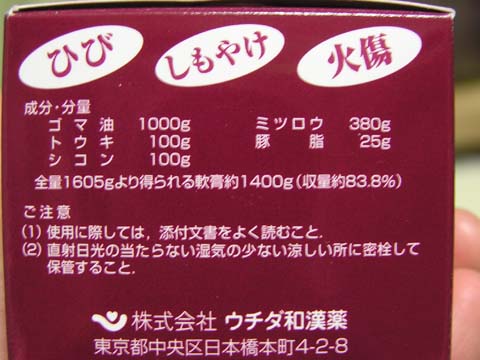 ひび しもやけ 火傷
成分・分量
ゴマ油 1000g ミツロウ 380g
トウキ 100g 豚脂 25g
シコン 100g
全量1605gより得られる軟膏約1400g(収量約83.8%)
ご注意
(1) 使用に際しては,添付文書をよく読むこと.
(2) 直射日光の当たらない湿気の少ない涼しい所に密栓して
保管すること.
株式会社 ウチダ和漢薬
東京都中央区日本橋本町4-2-8